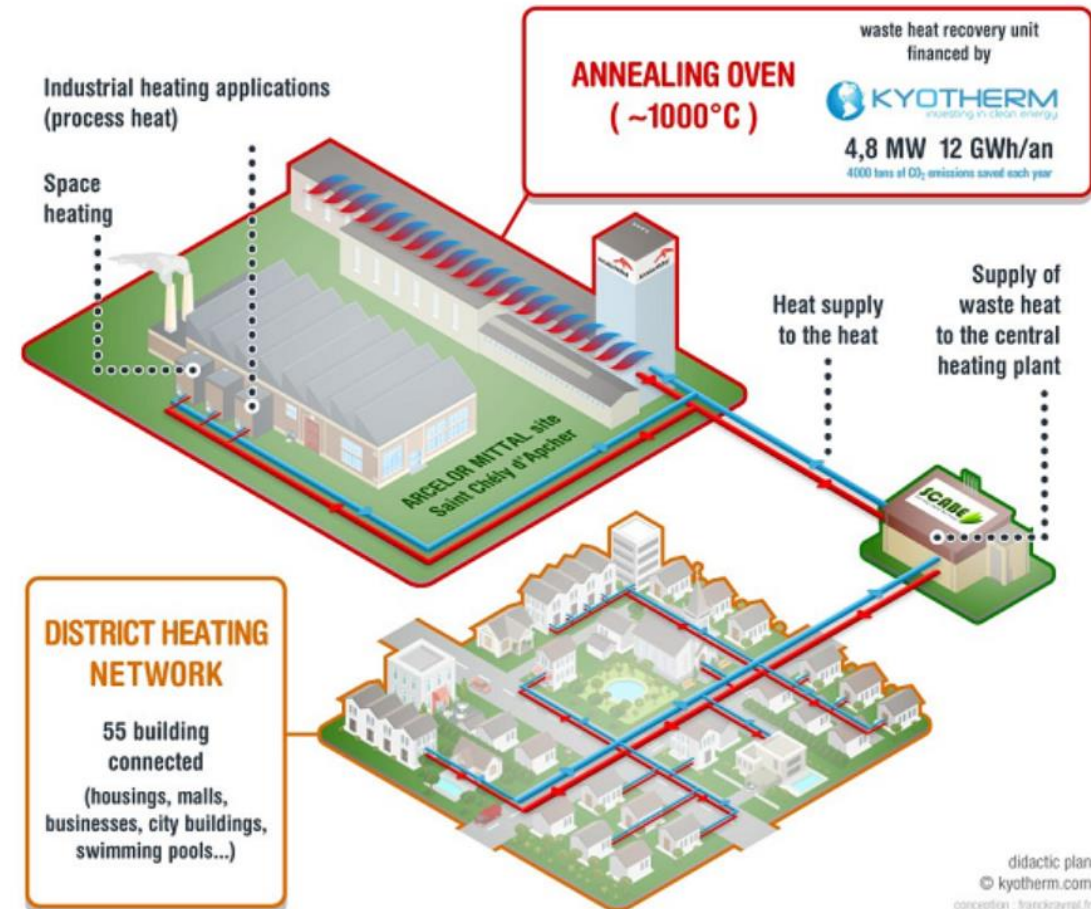 Industrial heating applications
(process heat)
Space
heating
ANNEALING OVEN
( ~1000°C )
waste heat recovery unit
financed by
KYOTHERM
investing in clean energy
4,8 MW 12 GWh/an
4000 tons of CO₂ emissions saved each year
Heat supply
to the heat
Supply of
waste heat
to the central
heating plant
ARCELOR MITTAL site
Saint Chély d'Apcher
SCABE
DISTRICT HEATING
NETWORK
55 building
connected
(housings, malls,
businesses, city buildings,
swimming pools...)
didactic plan
© kyotherm.com